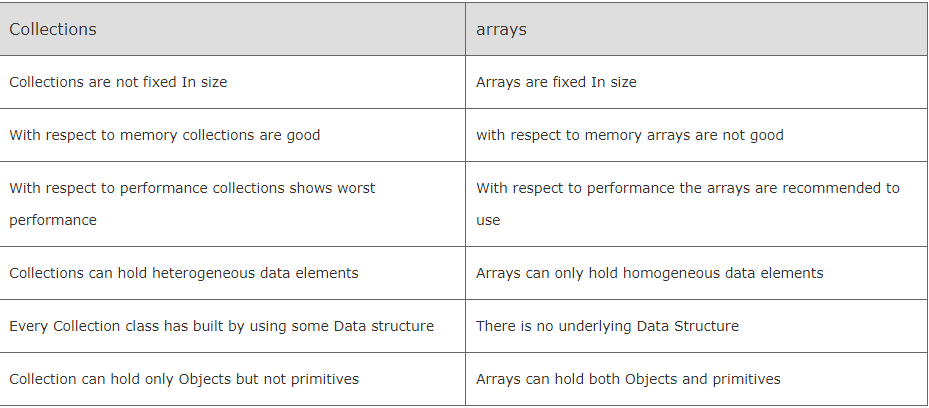 Collections
arrays
Collections are not fixed In size
Arrays are fixed In size
With respect to memory collections are good
with respect to memory arrays are not good
With respect to performance collections shows worst
performance
With respect to performance the arrays are recommended to
use
Collections can hold heterogeneous data elements
Arrays can only hold homogeneous data elements
Every Collection class has built by using some Data structure
There is no underlying Data Structure
Collection can hold only Objects but not primitives
Arrays can hold both Objects and primitives